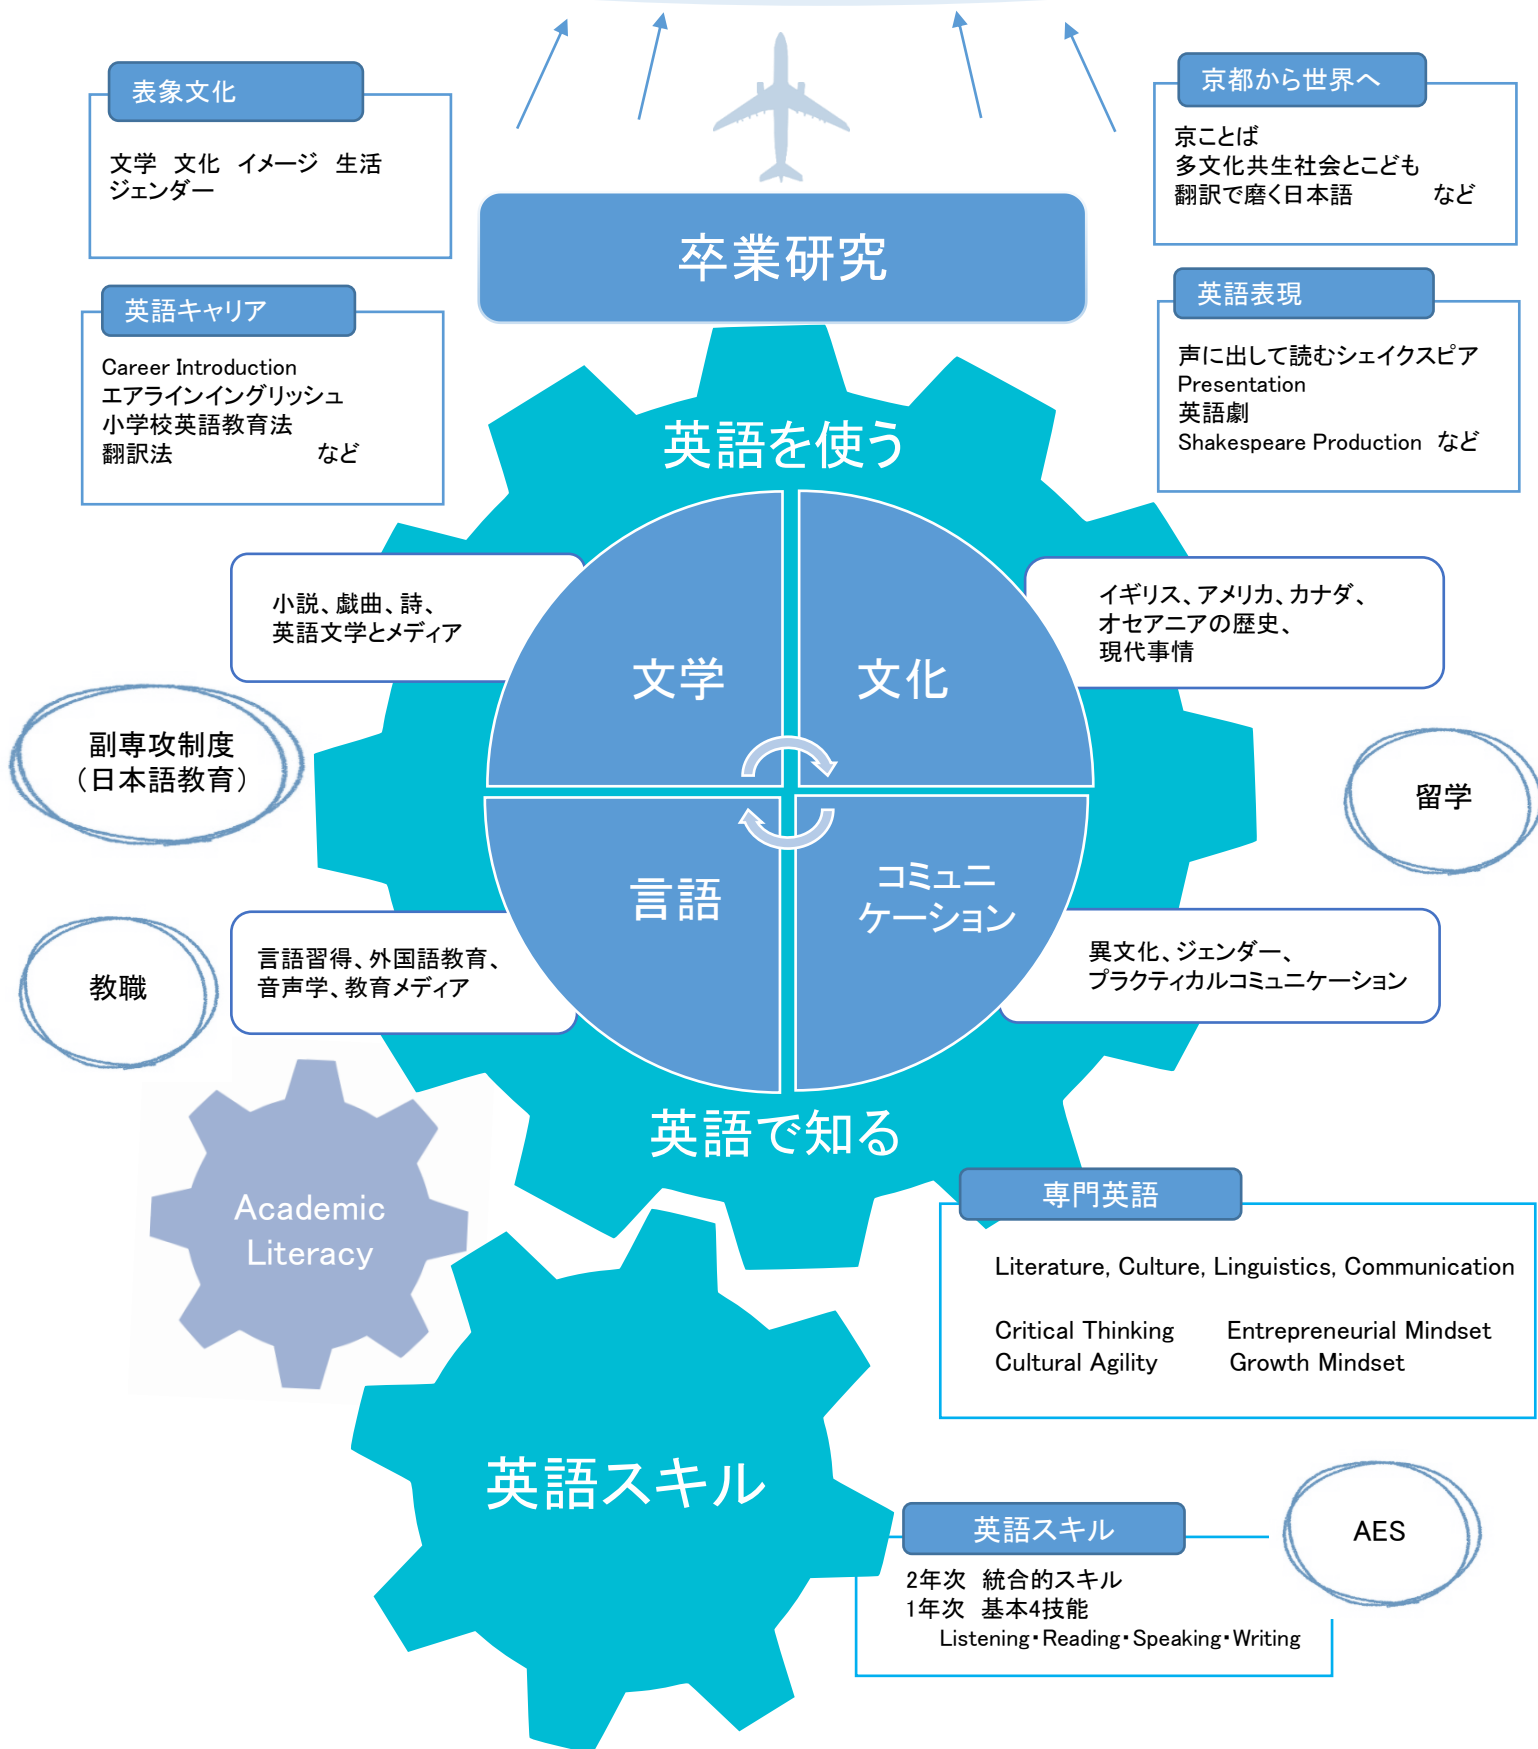 表象文化
文学　文化　イメージ　生活
ジェンダー
京都から世界へ
京ことば
多文化共生社会とこども
翻訳で磨く日本語　　　など
卒業研究
英語キャリア
Career Introduction
エアラインイングリッシュ
小学校英語教育法
翻訳法　　　　　　など
英語表現
声に出して読むシェイクスピア
Presentation
英語劇
Shakespeare Production　など
英語を使う
小説、戯曲、詩、
英語文学とメディア
イギリス、アメリカ、カナダ、
オセアニアの歴史、
現代事情
文学
文化
副専攻制度
（日本語教育）
留学
言語
コミュニ
ケーション
教職
言語習得、外国語教育、
音声学、教育メディア
異文化、ジェンダー、
プラクティカルコミュニケーション
英語で知る
Academic
Literacy
専門英語
Literature, Culture, Linguistics, Communication
Critical Thinking　　Entrepreneurial Mindset
Cultural Agility　　　Growth Mindset
英語スキル
英語スキル
2年次　統合的スキル
1年次　基本4技能
Listening・Reading・Speaking・Writing
AES